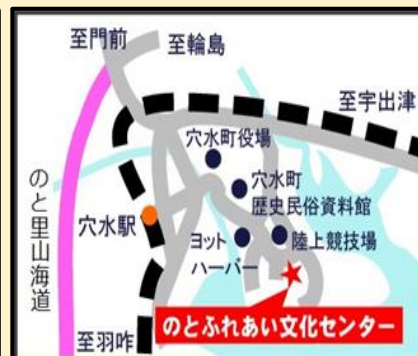 至門前
至輪島
至宇出津
穴水町役場
穴水町
歴史民俗資料館
のと里山海道
穴水駅
ヨット
ハーバー
陸上競技場
のとふれあい文化センター
至羽咋